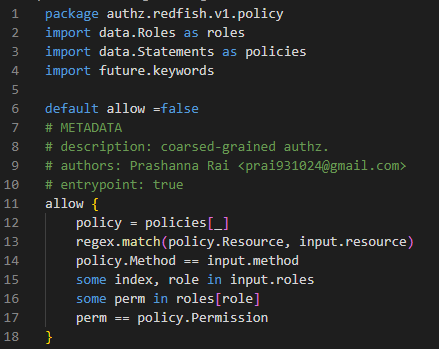 1 package authz.redfish.v1.policy
2 import data.Roles as roles
3 import data.Statements as policies
4 import future.keywords
5
6 default allow =false
7 # METADATA
8 # description: coarsed-grained authz.
9 # authors: Prashanna Rai <prai931024@gmail.com>
10 # entrypoint: true
11 allow {
12     policy = policies[_]
13     regex.match(policy.Resource, input.resource)
14     policy.Method == input.method
15     some index, role in input.roles
16     some perm in roles[role]
17     perm == policy.Permission
18 }